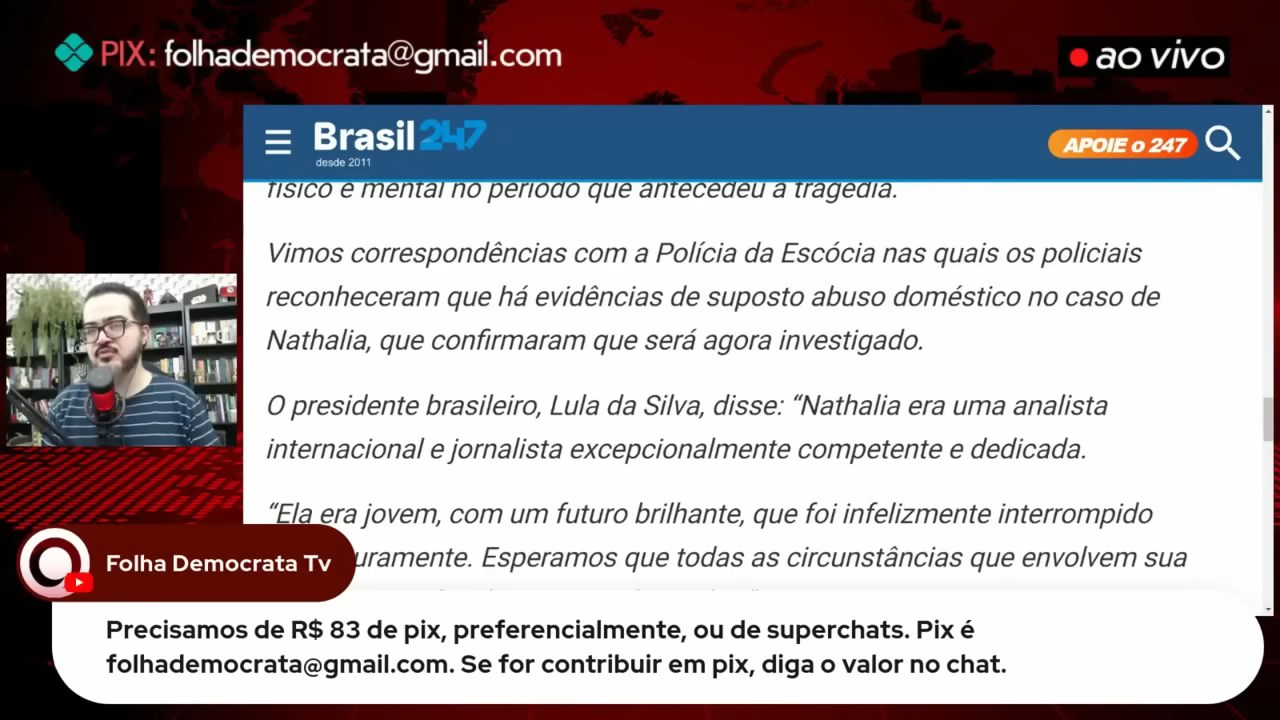 PIX: folhademocrata@gmail.com
ao vivo
Brasil 247
desde 2011
APOIE o 247
físico e mental no período que antecedeu a tragédia.
Vimos correspondências com a Polícia da Escócia nas quais os policiais
reconheceram que há evidências de suposto abuso doméstico no caso de
Nathalia, que confirmaram que será agora investigado.
O presidente brasileiro, Lula da Silva, disse: “Nathalia era uma analista
internacional e jornalista excepcionalmente competente e dedicada.
“Ela era jovem, com um futuro brilhante, que foi infelizmente interrompido
uramente. Esperamos que todas as circunstâncias que envolvem sua
Folha Democrata Tv
Precisamos de R$ 83 de pix, preferencialmente, ou de superchats. Pix é
folhademocrata@gmail.com. Se for contribuir em pix, diga o valor no chat.